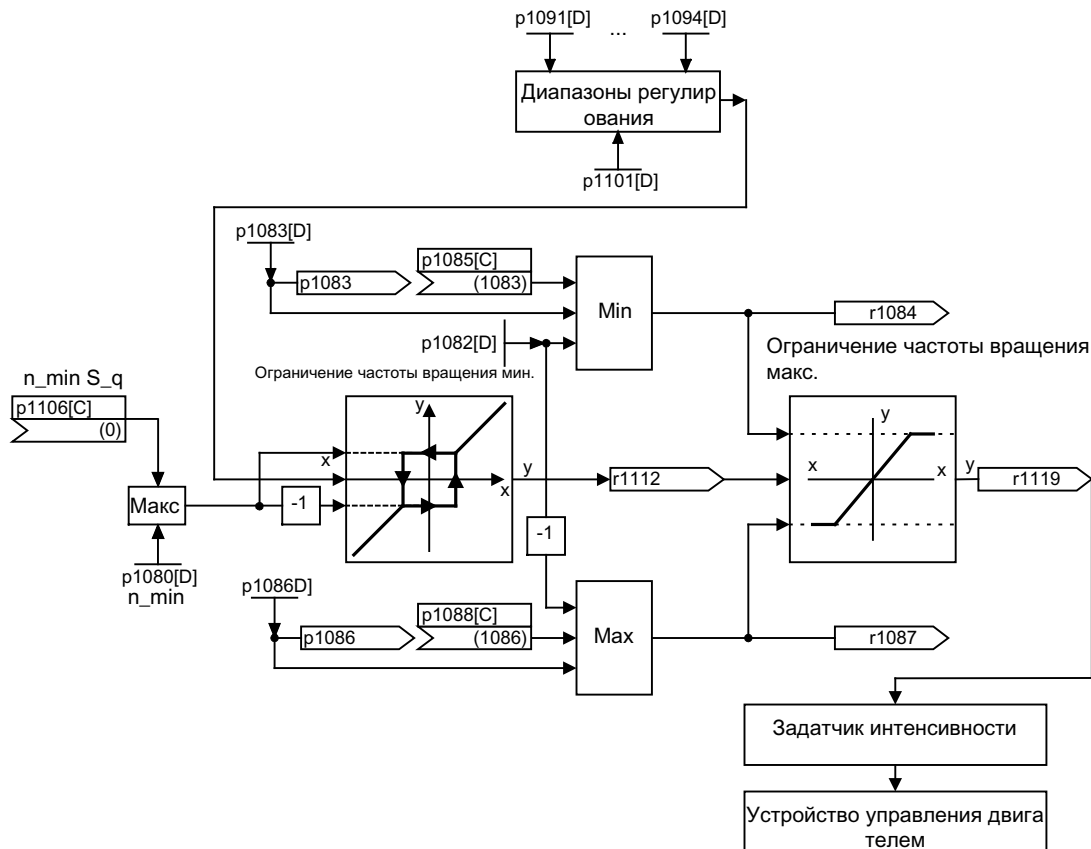 p1091[D] ... p1094[D]
Диапазоны регулир
ования
p1101[D]
p1083[D]
p1083
p1085[C]
(1083)
Min
r1084
p1082[D]
Ограничение частоты вращения мин.
Ограничение частоты вращения
макс.
n_min S_q
p1106[C]
(0)
Макс
p1080[D]
n_min
-1
x
y
x
y
r1112
-1
x
y
x
y
r1119
p1086D]
p1086
p1088[C]
(1086)
Max
r1087
Задатчик интенсивности
Устройство управления двига
телем